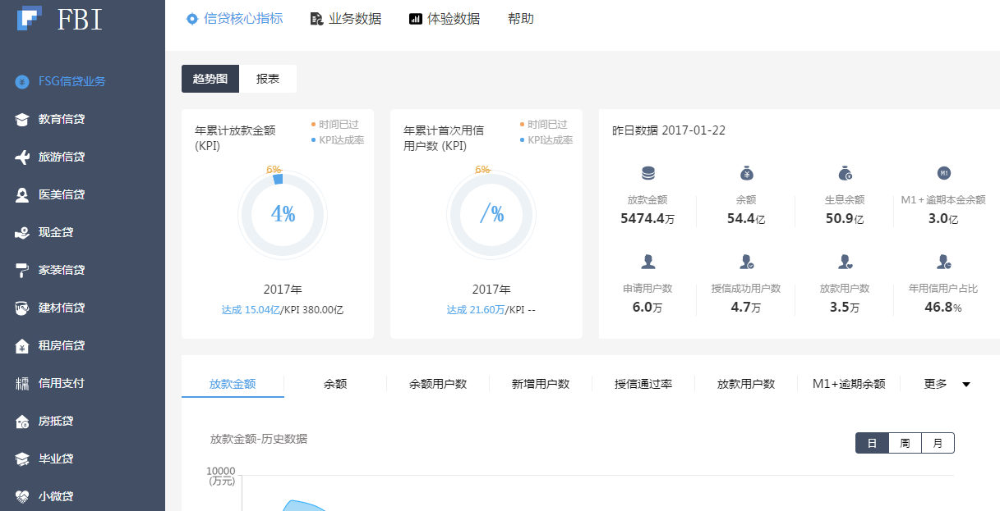 FBI
信贷核心指标 业务数据 体验数据 帮助
FSG信贷业务
教育信贷
旅游信贷
医美信贷
现金贷
家装信贷
建材信贷
租房信贷
信用支付
房抵贷
毕业贷
小微贷
趋势图 报表
年累计放款金额
(KPI)
时间已过
KPI达成率
6%
4%
2017年
达成 15.04亿/KPI 380.00亿
年累计首次用信
用户数 (KPI)
时间已过
KPI达成率
6%
/%
2017年
达成 21.60万/KPI --
昨日数据 2017-01-22
M1
放款金额 余额 生息余额 M1+逾期本金余额
5474.4万 54.4亿 50.9亿 3.0亿
申请用户数 授信成功用户数 放款用户数 年用信用户占比
6.0万 4.7万 3.5万 46.8%
放款金额 余额 余额用户数 新增用户数 授信通过率 放款用户数 M1+逾期余额 更多
放款金额-历史数据
日 周 月
10000
(万元)